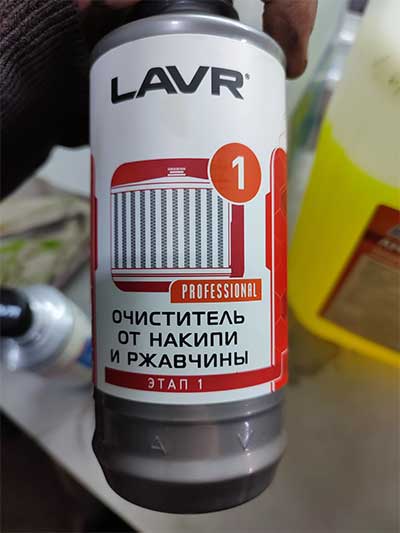 LAVR®
1
PROFESSIONAL
ОЧИСТИТЕЛЬ
ОТ НАКИПИ
И РЖАВЧИНЫ
ЭТАП 1